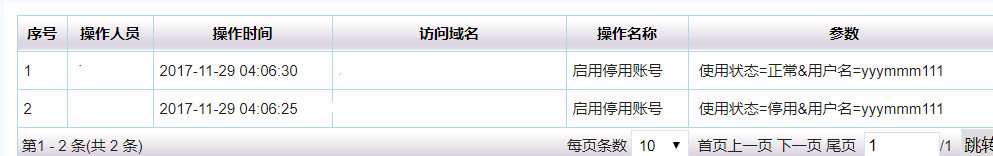 序号 操作人员 操作时间 访问域名 操作名称 参数
1 2017-11-29 04:06:30 启用停用账号 使用状态=正常&用户名=yyymmm111
2 2017-11-29 04:06:25 启用停用账号 使用状态=停用&用户名=yyymmm111
第1 - 2 条(共 2 条) 每页条数 10 首页上一页 下一页 尾页 1 /1 跳转